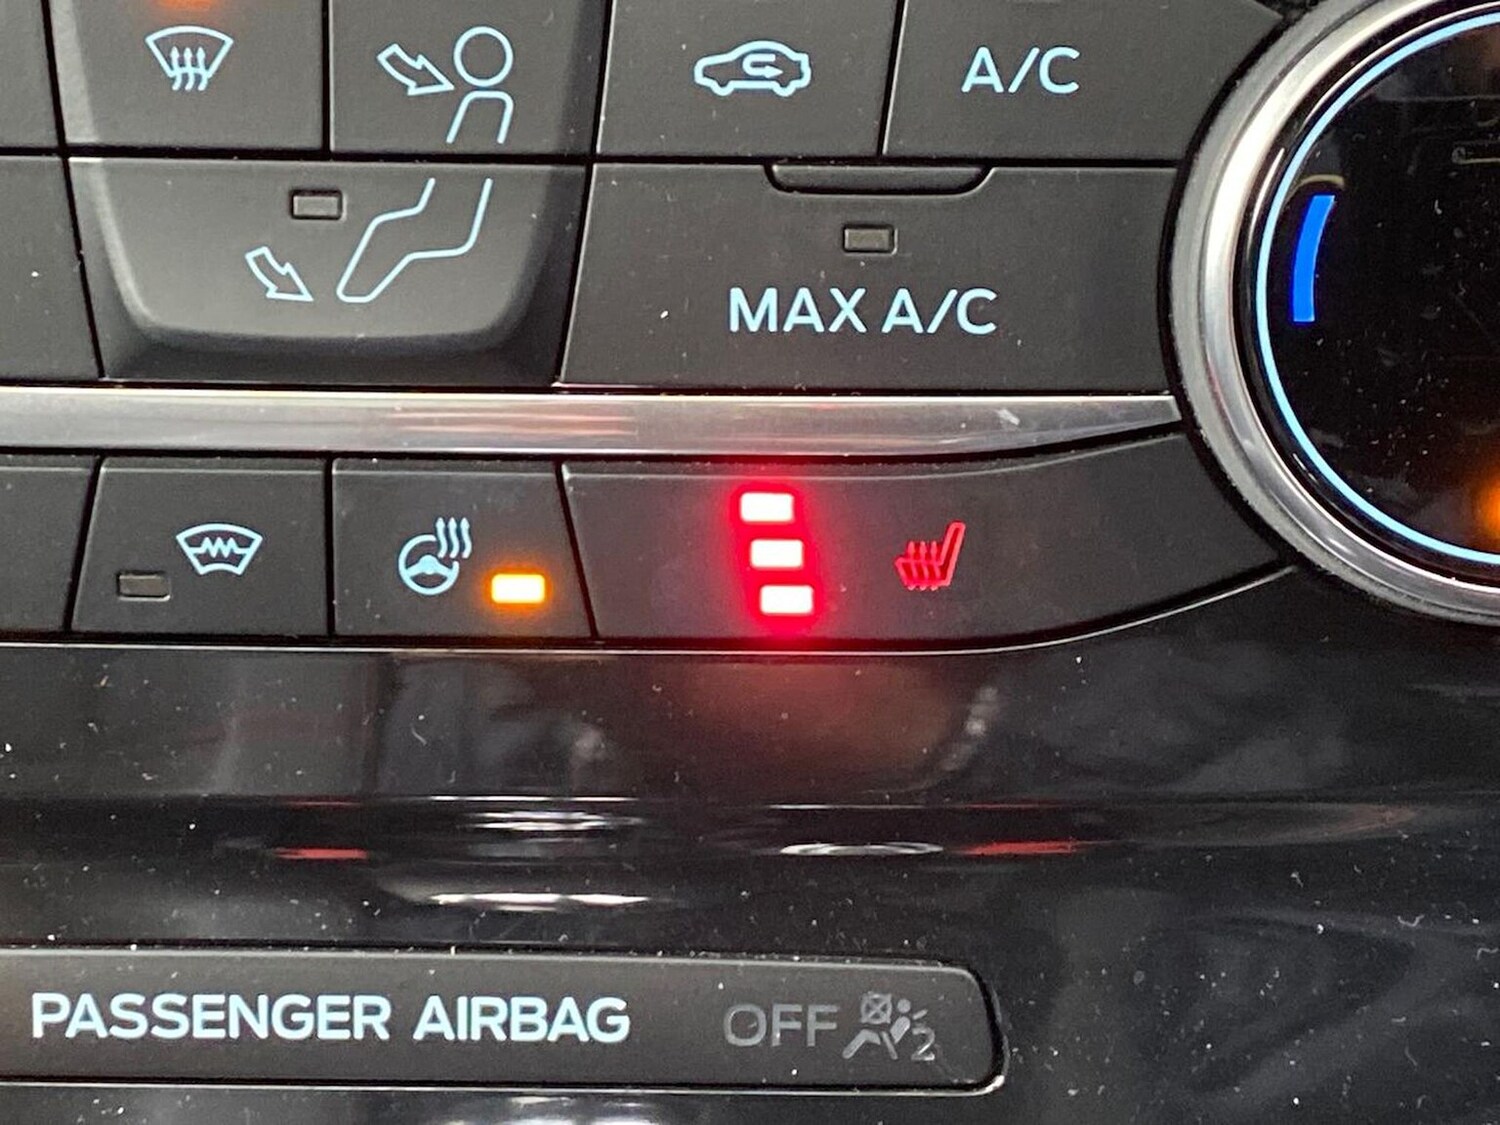 A/C
MAX A/C
PASSENGER AIRBAG OFF 2